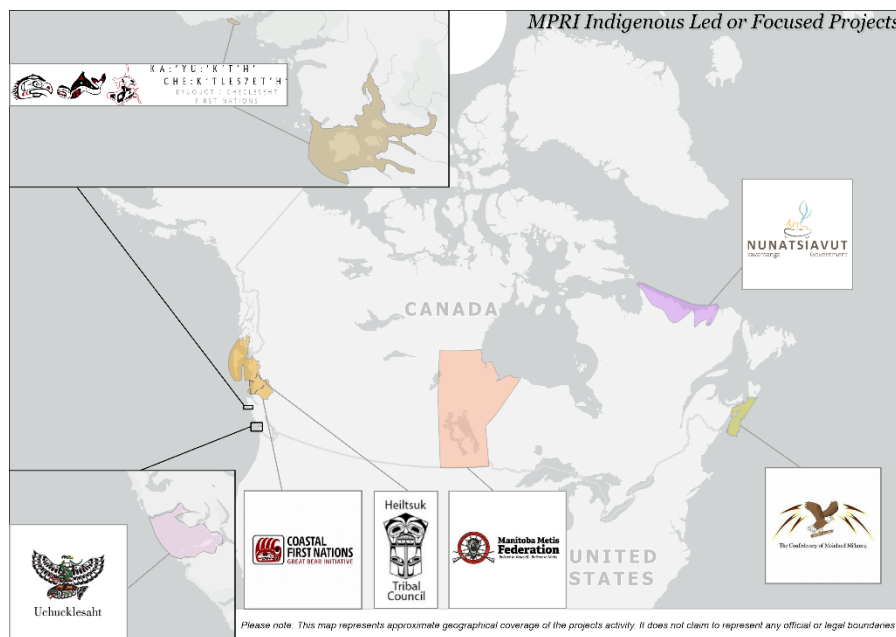 MPRI Indigenous Led or Focused Projects
KA:'YU:'K'T'H'
CHE:K'TLES7ET'H'
KYUQUOT / CHECLESEHT
FIRST NATIONS
NUNATSIAVUT
Government
CANADA
COASTAL
FIRST NATIONS
GREAT BEAR INITIATIVE
Heiltsuk
Tribal
Council
Manitoba Metis
Federation
The Confederacy of Mainland Mi'kmaq
UNITED
STATES
Uchucklesaht
Please note: This map represents approximate geographical coverage of the projects activity. It does not claim to represent any official or legal boundaries